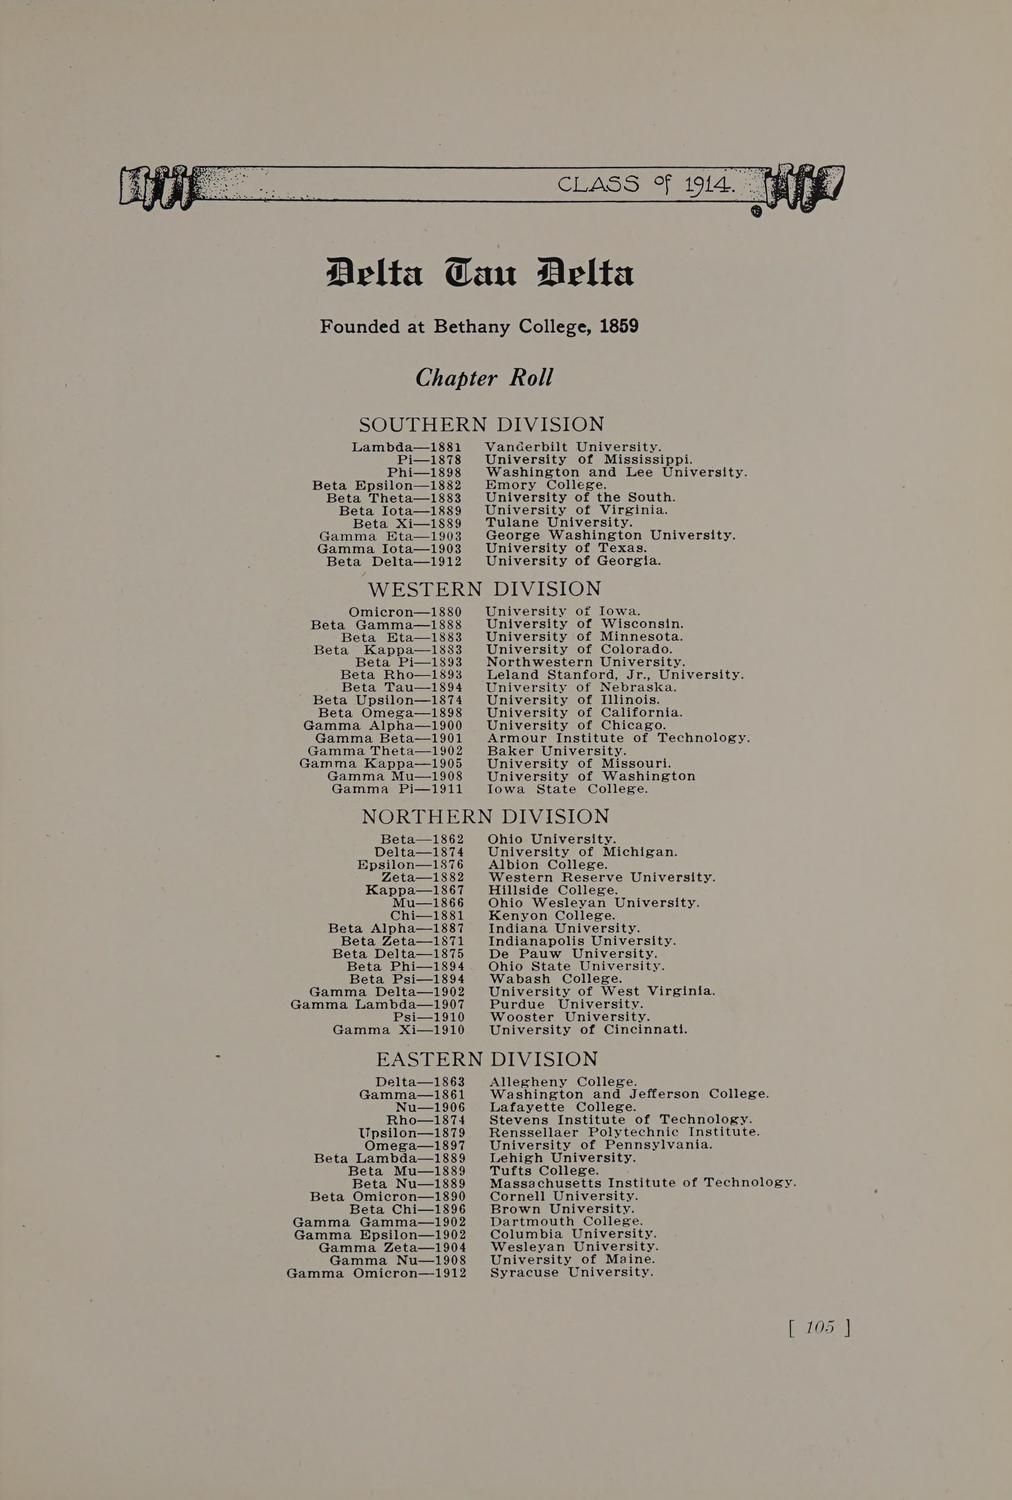 CLASS of 1914.
Delta Tau Delta
Founded at Bethany College, 1859
Chapter Roll
SOUTHERN DIVISION
Lambda—1881 Vanderbilt University.
Pi—1878 University of Mississippi.
Phi—1898 Washington and Lee University.
Beta Epsilon—1882 Emory College.
Beta Theta—1883 University of the South.
Beta Iota—1889 University of Virginia.
Beta Xi—1889 Tulane University.
Gamma Eta—1903 George Washington University.
Gamma Iota—1903 University of Texas.
Beta Delta—1912 University of Georgia.
WESTERN DIVISION
Omicron—1880 University of Iowa.
Beta Gamma—1888 University of Wisconsin.
Beta Eta—1883 University of Minnesota.
Beta Kappa—1883 University of Colorado.
Beta Pi—1893 Northwestern University.
Beta Rho—1893 Leland Stanford, Jr., University.
Beta Tau—1894 University of Nebraska.
Beta Upsilon—1874 University of Illinois.
Beta Omega—1898 University of California.
Gamma Alpha—1900 University of Chicago.
Gamma Beta—1901 Armour Institute of Technology.
Gamma Theta—1902 Baker University.
Gamma Kappa—1905 University of Missouri.
Gamma Mu—1908 University of Washington
Gamma Pi—1911 Iowa State College.
NORTHERN DIVISION
Beta—1862 Ohio University.
Delta—1874 University of Michigan.
Epsilon—1876 Albion College.
Zeta—1882 Western Reserve University.
Kappa—1867 Hillside College.
Mu—1866 Ohio Wesleyan University.
Chi—1881 Kenyon College.
Beta Alpha—1887 Indiana University.
Beta Zeta—1871 Indianapolis University.
Beta Delta—1875 De Pauw University.
Beta Phi—1894 Ohio State University.
Beta Psi—1894 Wabash College.
Gamma Delta—1902 University of West Virginia.
Gamma Lambda—1907 Purdue University.
Psi—1910 Wooster University.
Gamma Xi—1910 University of Cincinnati.
EASTERN DIVISION
Delta—1863 Allegheny College.
Gamma—1861 Washington and Jefferson College.
Nu—1906 Lafayette College.
Rho—1874 Stevens Institute of Technology.
Upsilon—1879 Renssellaer Polytechnic Institute.
Omega—1897 University of Pennsylvania.
Beta Lambda—1889 Lehigh University.
Beta Mu—1889 Tufts College.
Beta Nu—1889 Massachusetts Institute of Technology.
Beta Omicron—1890 Cornell University.
Beta Chi—1896 Brown University.
Gamma Gamma—1902 Dartmouth College.
Gamma Epsilon—1902 Columbia University.
Gamma Zeta—1904 Wesleyan University.
Gamma Nu—1908 University of Maine.
Gamma Omicron—1912 Syracuse University.
[ 105 ]